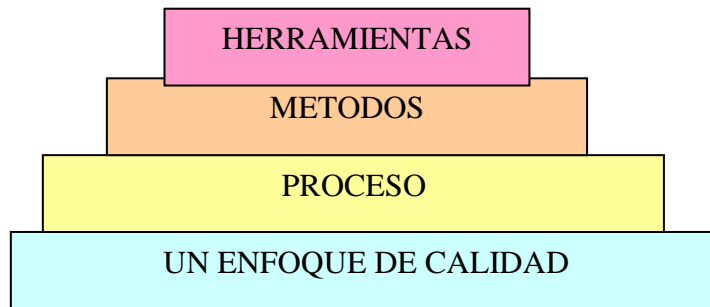 HERRAMIENTAS
METODOS
PROCESO
UN ENFOQUE DE CALIDAD